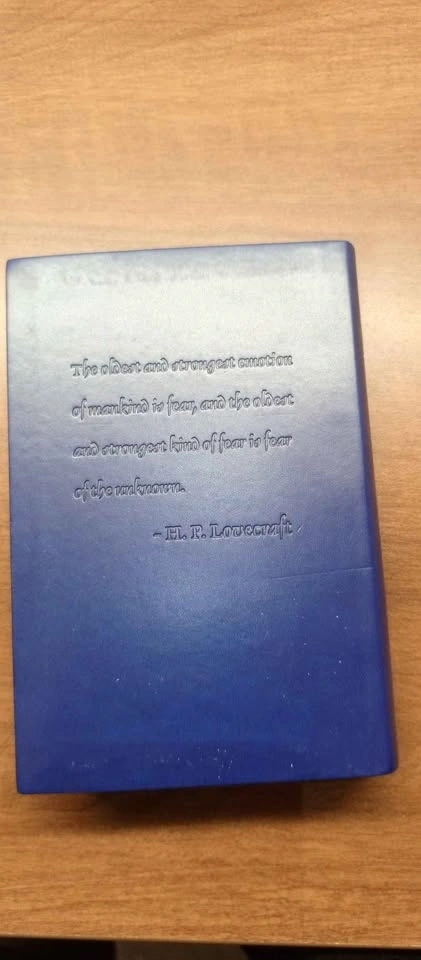 The oldest and strongest emotion
of mankind is fear, and the oldest
and strongest kind of fear is fear
of the unknown.
– H. P. Lovecraft